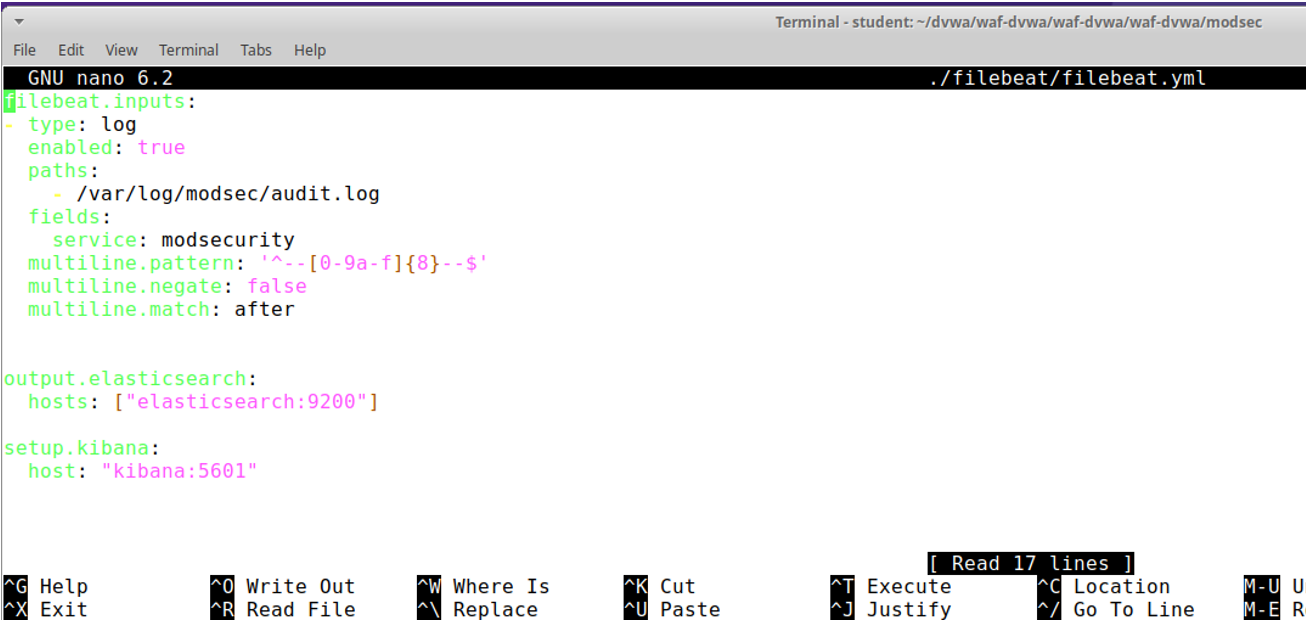 Terminal - student: ~/dvwa/waf-dvwa/waf-dvwa/waf-dvwa/modsec
File Edit View Terminal Tabs Help
GNU nano 6.2 ./filebeat/filebeat.yml
filebeat.inputs:
- type: log
  enabled: true
  paths:
    - /var/log/modsec/audit.log
  fields:
    service: modsecurity
  multiline.pattern: '^--[0-9a-f]{8}--$'
  multiline.negate: false
  multiline.match: after
output.elasticsearch:
  hosts: ["elasticsearch:9200"]
setup.kibana:
  host: "kibana:5601"
[ Read 17 lines ]
^G Help ^O Write Out ^W Where Is ^K Cut ^T Execute ^C Location M-U
^X Exit ^R Read File ^\ Replace ^U Paste ^J Justify ^/ Go To Line M-E